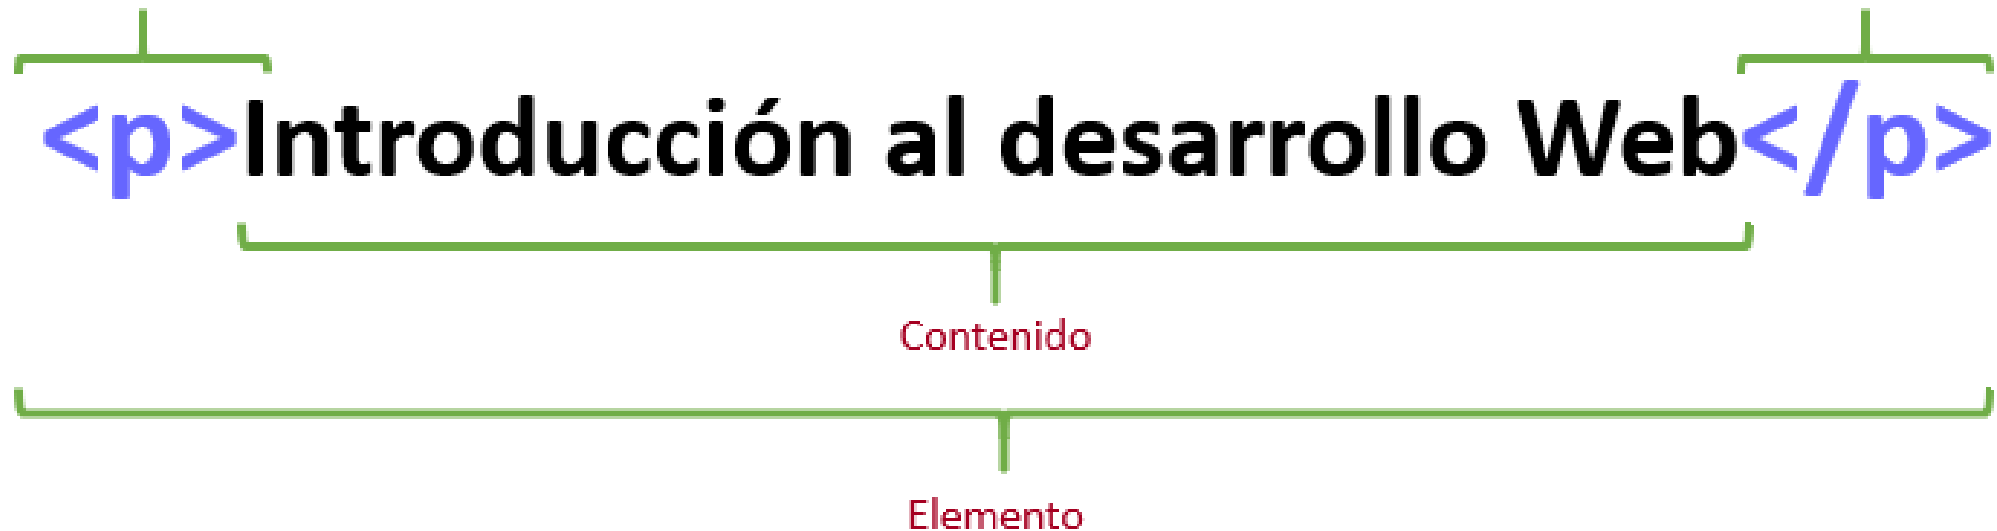 <p>Introducción al desarrollo Web</p>
Contenido
Elemento